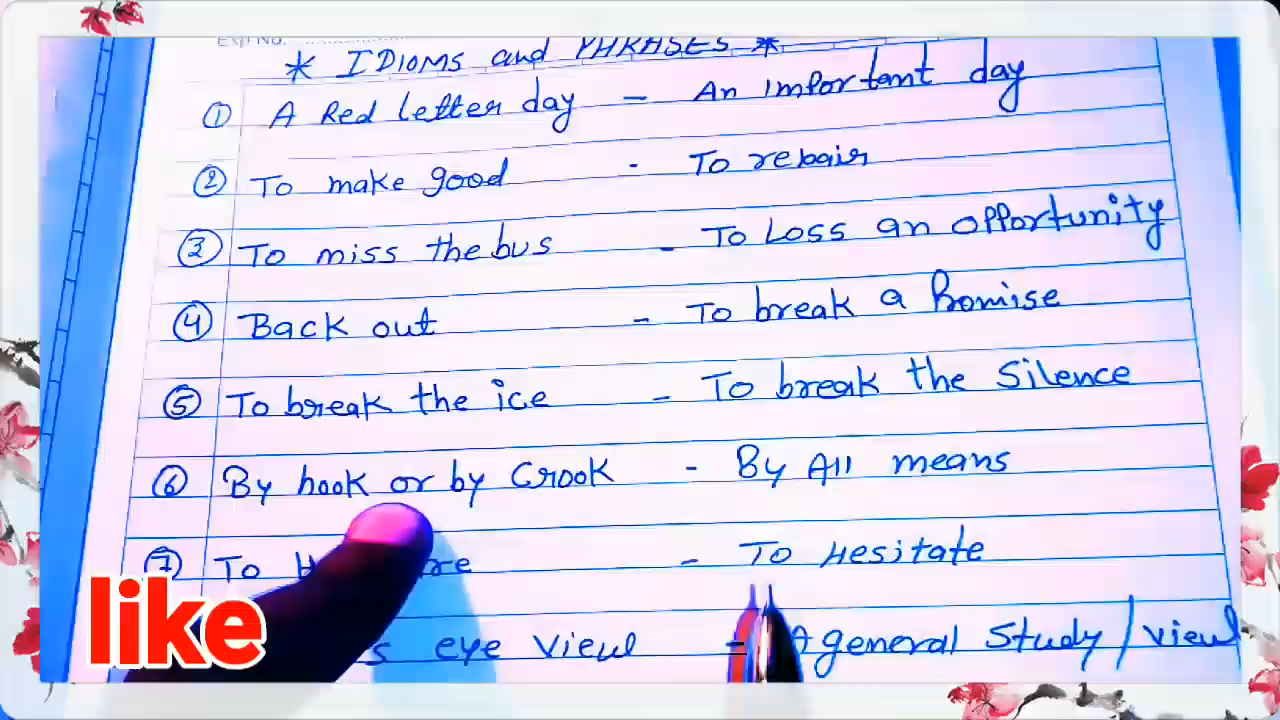 Expl No.
* IDIOMS and PHRASES *
① A Red letter day - An important day
② To make good - To repair
③ To miss the bus - To Loss an opportunity
④ Back out - To break a Promise
⑤ To break the ice - To break the Silence
⑥ By hook or by Crook - By All means
⑦ To - To Hesitate
eye View - A general Study/View
like